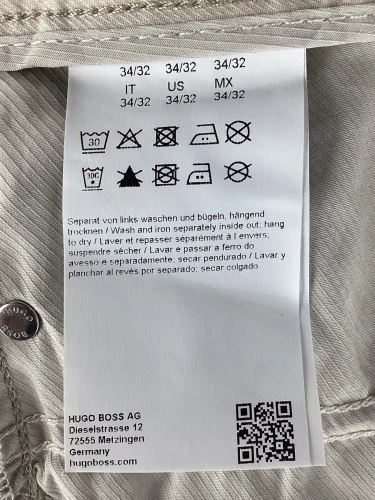 34/32 34/32 34/32
IT US MX
34/32 34/32 34/32
30
30C
Separat von links waschen und bügeln, hängend
trocknen / Wash and iron separately inside out; hang
to dry / Laver et repasser séparément à l'envers;
suspendre sécher / Lavar e passar a ferro do
avesso e separadamente; secar pendurado / Lavar y
planchar al revés por separado; secar colgado
HUGO BOSS AG
Dieselstrasse 12
72555 Metzingen
Germany
hugoboss.com
HUGO
BOSS